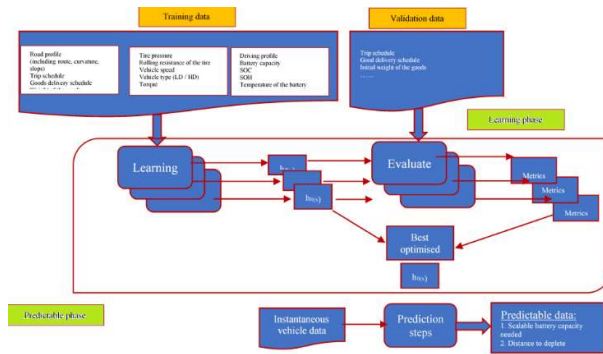 Training data
Validation data
Road profile
(including route, curvature,
slops)
Trip schedule
Goods delivery schedule
Tire pressure
Rolling resistance of the tire
Vehicle speed
Vehicle type (LD / HD)
Torque
Driving profile
Battery capacity
SOC
SOH
Temperature of the battery
Trip schedule
Good delivery schedule
Initial weight of the goods
Learning phase
Learning
Evaluate
Metrics
Metrics
Metrics
Best
optimised
Predictable phase
Instantaneous
vehicle data
Prediction
steps
Predictable data:
1. Scalable battery capacity
needed
2. Distance to deplete